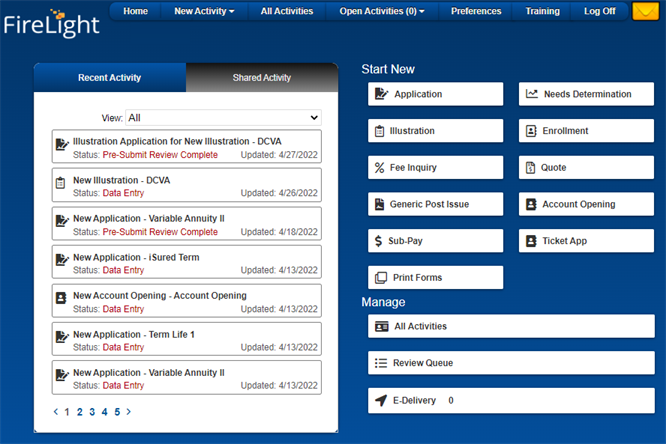 FireLight
Home New Activity All Activities Open Activities (0) Preferences Training Log Off
Recent Activity Shared Activity
View: All
Illustration Application for New Illustration - DCVA
Status: Pre-Submit Review Complete Updated: 4/27/2022
New Illustration - DCVA
Status: Data Entry Updated: 4/26/2022
New Application - Variable Annuity II
Status: Pre-Submit Review Complete Updated: 4/18/2022
New Application - iSured Term
Status: Data Entry Updated: 4/13/2022
New Account Opening - Account Opening
Status: Data Entry Updated: 4/13/2022
New Application - Term Life 1
Status: Data Entry Updated: 4/13/2022
New Application - Variable Annuity II
Status: Data Entry Updated: 4/13/2022
< 1 2 3 4 5 >
Start New
Application Needs Determination
Illustration Enrollment
Fee Inquiry Quote
Generic Post Issue Account Opening
Sub-Pay Ticket App
Print Forms
Manage
All Activities
Review Queue
E-Delivery 0